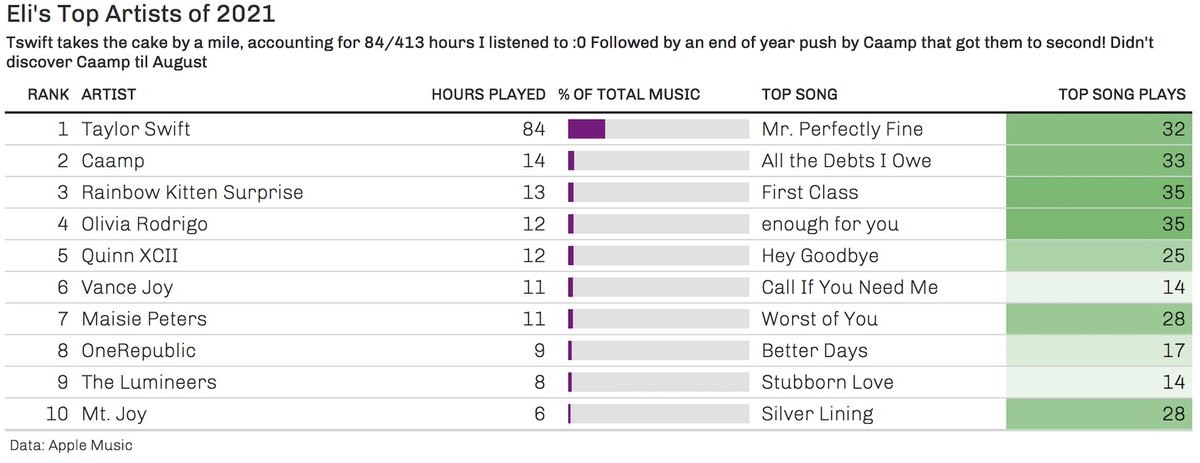 Eli's Top Artists of 2021
Tswift takes the cake by a mile, accounting for 84/413 hours I listened to :0 Followed by an end of year push by Caamp that got them to second! Didn't
discover Caamp til August
RANK ARTIST HOURS PLAYED % OF TOTAL MUSIC TOP SONG TOP SONG PLAYS
1 Taylor Swift 84 Mr. Perfectly Fine 32
2 Caamp 14 All the Debts I Owe 33
3 Rainbow Kitten Surprise 13 First Class 35
4 Olivia Rodrigo 12 enough for you 35
5 Quinn XCII 12 Hey Goodbye 25
6 Vance Joy 11 Call If You Need Me 14
7 Maisie Peters 11 Worst of You 28
8 OneRepublic 9 Better Days 17
9 The Lumineers 8 Stubborn Love 14
10 Mt. Joy 6 Silver Lining 28
Data: Apple Music